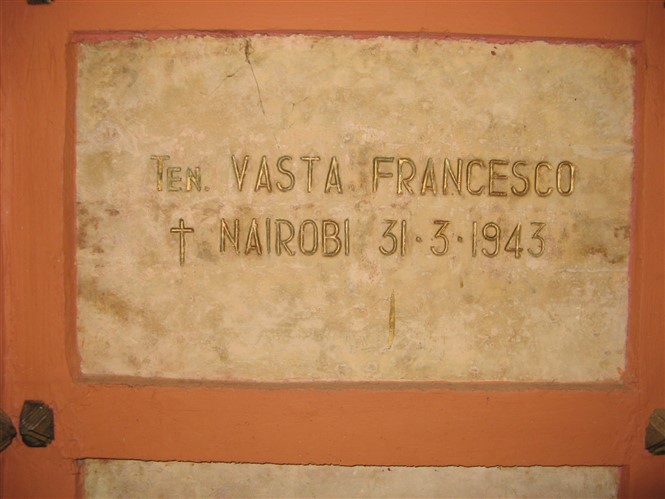 Ten. VASTA FRANCESCO
† NAIROBI 31·3·1943